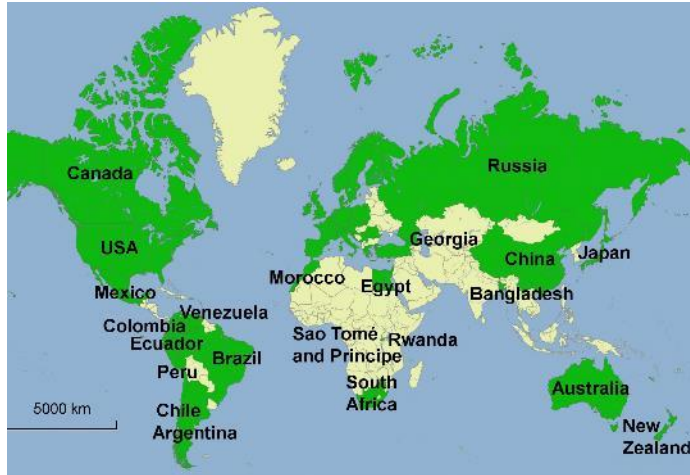 Canada
Russia
USA
Georgia
China
Japan
Mexico
Morocco
Egypt
Bangladesh
Venezuela
Colombia
Ecuador
Sao Tomé
and Principe
Rwanda
Brazil
Peru
South
Africa
Australia
5000 km
Chile
Argentina
New
Zealand